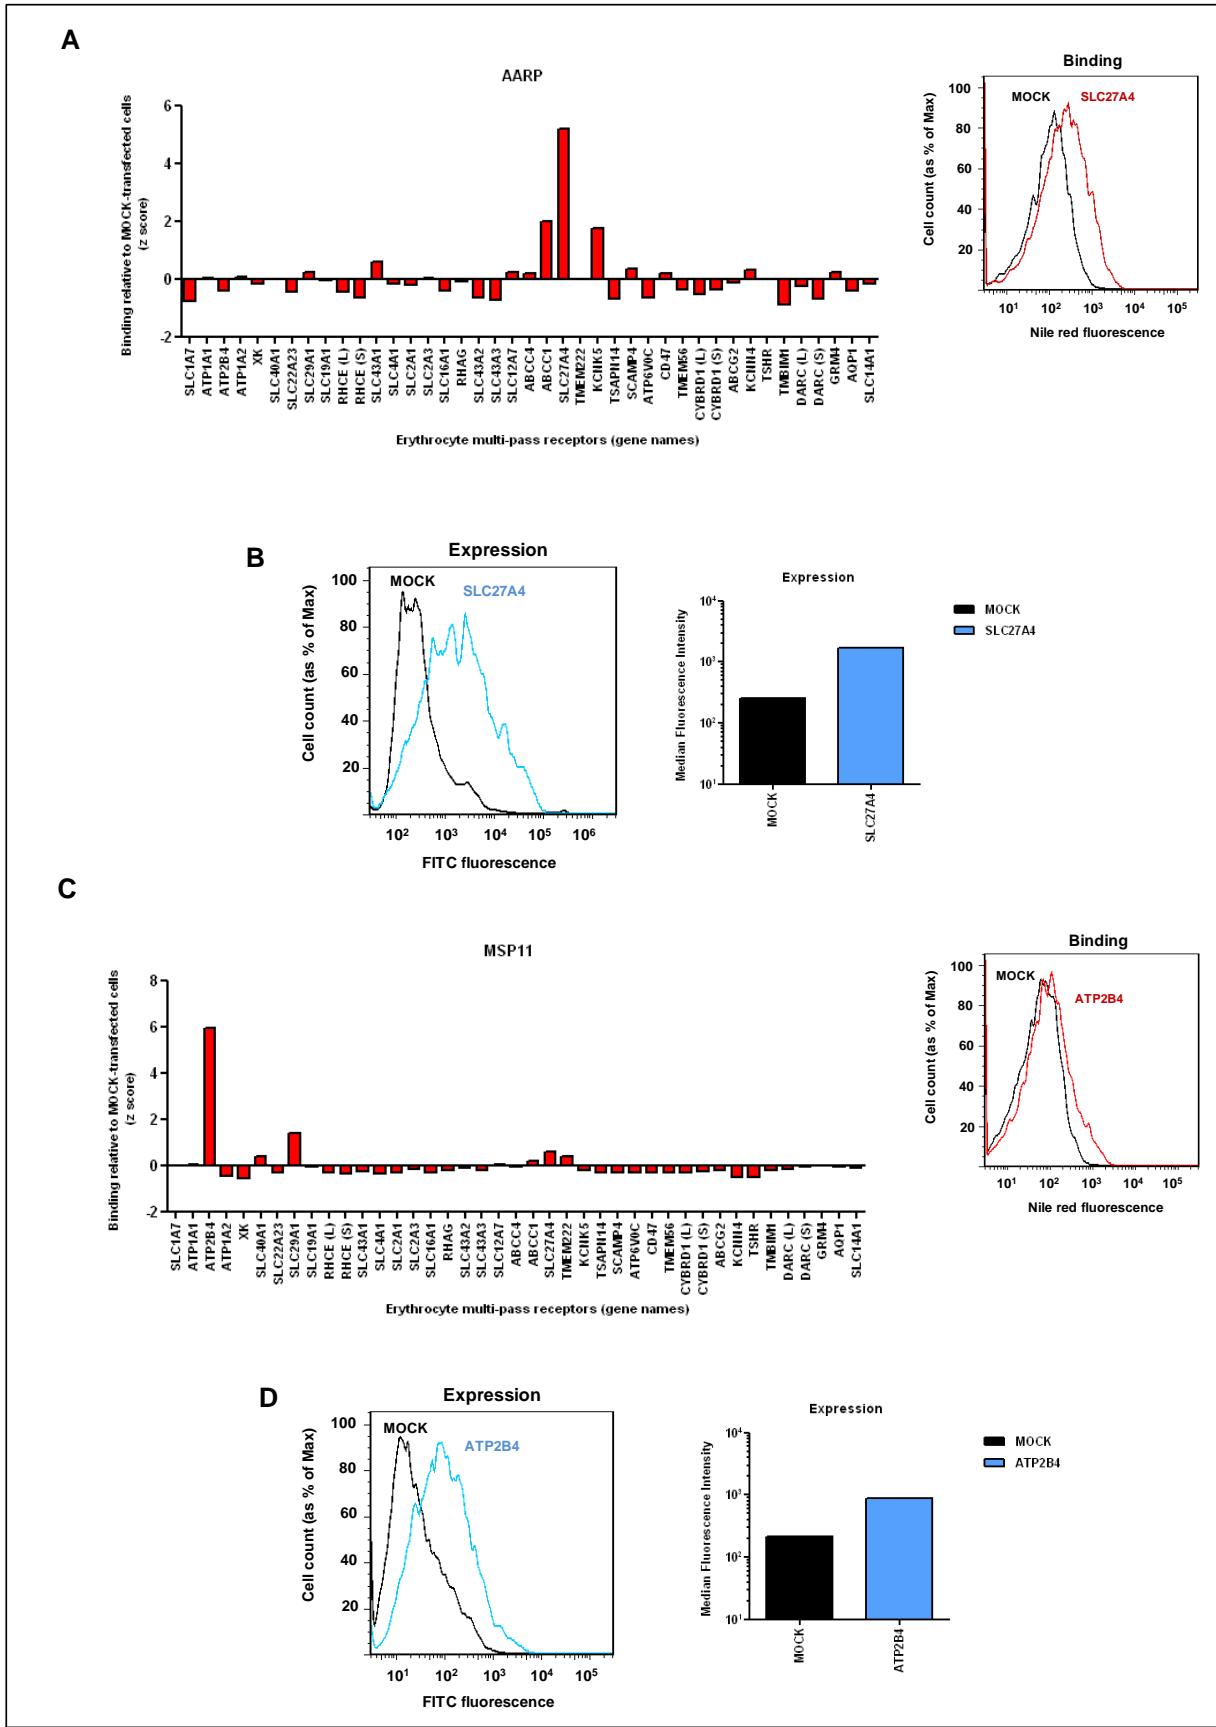 A
AARP
Binding relative to MOCK-transfected cells
(z score)
6
4
2
0
-2
SLC1A7
ATP1A1
ATP2B4
ATP1A2
XK
SLC40A1
SLC22A23
SLC29A1
SLC19A1
RHCE (L)
RHCE (S)
SLC43A1
SLC4A1
SLC2A1
SLC2A3
SLC16A1
RHAG
SLC43A2
SLC43A3
SLC12A7
ABCC4
ABCC1
SLC27A4
TMEM222
KCNK5
TSAPN14
SCAMP4
ATP6V0C
CD47
TMEM56
CYBRD1 (L)
CYBRD1 (S)
ABCG2
KCNN4
TSHR
TMBIM1
DARC (L)
DARC (S)
GRM4
AQP1
SLC14A1
Erythrocyte multi-pass receptors (gene names)
Binding
Cell count (as % of Max)
100
80
60
40
20
MOCK
SLC27A4
10¹ 10² 10³ 10⁴ 10⁵
Nile red fluorescence
B
Expression
Cell count (as % of Max)
100
80
60
40
20
MOCK
SLC27A4
10² 10³ 10⁴ 10⁵ 10⁶
FITC fluorescence
Expression
Median Fluorescence Intensity
10⁴
10³
10²
10¹
MOCK
SLC27A4
MOCK
SLC27A4
C
MSP11
Binding relative to MOCK-transfected cells
(z score)
8
6
4
2
0
-2
SLC1A7
ATP1A1
ATP2B4
ATP1A2
XK
SLC40A1
SLC22A23
SLC29A1
SLC19A1
RHCE (L)
RHCE (S)
SLC43A1
SLC4A1
SLC2A1
SLC2A3
SLC16A1
RHAG
SLC43A2
SLC43A3
SLC12A7
ABCC4
ABCC1
SLC27A4
TMEM222
KCNK5
TSAPN14
SCAMP4
ATP6V0C
CD47
TMEM56
CYBRD1 (L)
CYBRD1 (S)
ABCG2
KCNN4
TSHR
TMBIM1
DARC (L)
DARC (S)
GRM4
AQP1
SLC14A1
Erythrocyte multi-pass receptors (gene names)
Binding
Cell count (as % of Max)
100
80
60
40
20
MOCK
ATP2B4
10¹ 10² 10³ 10⁴ 10⁵
Nile red fluorescence
D
Expression
Cell count (as % of Max)
100
80
60
40
20
MOCK
ATP2B4
10¹ 10² 10³ 10⁴ 10⁵
FITC fluorescence
Expression
Median Fluorescence Intensity
10⁴
10³
10²
10¹
MOCK
ATP2B4
MOCK
ATP2B4